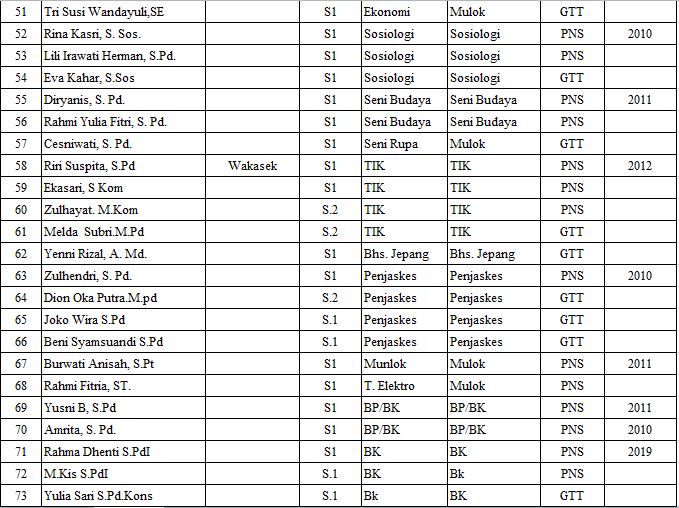 51 Tri Susi Wandayuli,SE S1 Ekonomi Mulok GTT
52 Rina Kasri, S. Sos. S1 Sosiologi Sosiologi PNS 2010
53 Lili Irawati Herman, S.Pd. S1 Sosiologi Sosiologi PNS
54 Eva Kahar, S.Sos S1 Sosiologi Sosiologi GTT
55 Diryanis, S. Pd. S1 Seni Budaya Seni Budaya PNS 2011
56 Rahmi Yulia Fitri, S. Pd. S1 Seni Budaya Seni Budaya PNS
57 Cesniwati, S. Pd. S1 Seni Rupa Mulok GTT
58 Riri Suspita, S.Pd Wakasek S1 TIK TIK PNS 2012
59 Ekasari, S Kom S1 TIK TIK PNS
60 Zulhayat. M.Kom S.2 TIK TIK PNS
61 Melda Subri.M.Pd S.2 TIK TIK GTT
62 Yenni Rizal, A. Md. S1 Bhs. Jepang Bhs. Jepang GTT
63 Zulhendri, S. Pd. S1 Penjaskes Penjaskes PNS 2010
64 Dion Oka Putra.M.pd S.2 Penjaskes Penjaskes GTT
65 Joko Wira S.Pd S.1 Penjaskes Penjaskes GTT
66 Beni Syamsuandi S.Pd S.1 Penjaskes Penjaskes GTT
67 Burwati Anisah, S.Pt S1 Munlok Mulok PNS 2011
68 Rahmi Fitria, ST. S1 T. Elektro Mulok PNS
69 Yusni B, S.Pd S1 BP/BK BP/BK PNS 2011
70 Amrita, S. Pd. S1 BP/BK BP/BK PNS 2010
71 Rahma Dhenti S.PdI S1 BK BK PNS 2019
72 M.Kis S.PdI S.1 BK Bk PNS
73 Yulia Sari S.Pd.Kons S.1 Bk BK GTT